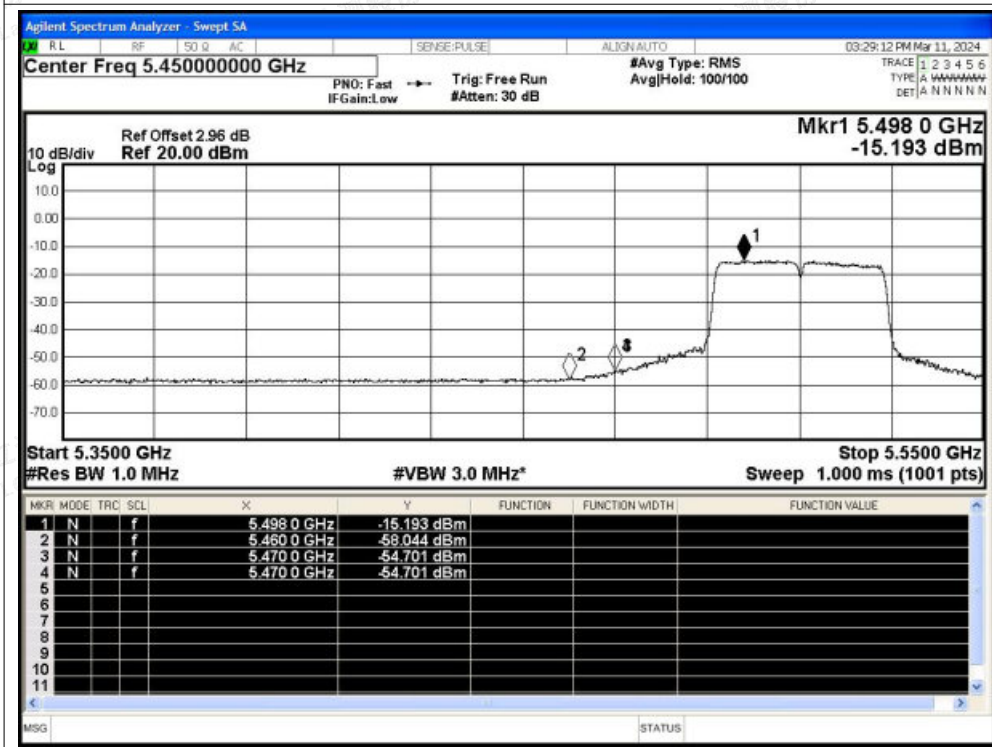 Agilent Spectrum Analyzer - Swept SA
RL RF 50 Ω AC SENSE:PULSE ALIGN AUTO 03:29:12 PM Mar 11, 2024
Center Freq 5.450000000 GHz
PNO: Fast
IFGain:Low
Trig: Free Run
#Atten: 30 dB
#Avg Type: RMS
Avg|Hold: 100/100
TRACE 1 2 3 4 5 6
TYPE A
DET A N N N N N
Mkr1 5.498 0 GHz
-15.193 dBm
Ref Offset 2.96 dB
10 dB/div Ref 20.00 dBm
Log
10.0
0.00
-10.0
-20.0
-30.0
-40.0
-50.0
-60.0
-70.0
1
2
Start 5.3500 GHz Stop 5.5500 GHz
#Res BW 1.0 MHz #VBW 3.0 MHz* Sweep 1.000 ms (1001 pts)
MKR MODE TRC SCL X Y FUNCTION FUNCTION WIDTH FUNCTION VALUE
1 N f 5.498 0 GHz -15.193 dBm
2 N f 5.460 0 GHz -58.044 dBm
3 N f 5.470 0 GHz -54.701 dBm
4 N f 5.470 0 GHz -54.701 dBm
5
6
7
8
9
10
11
MSG STATUS